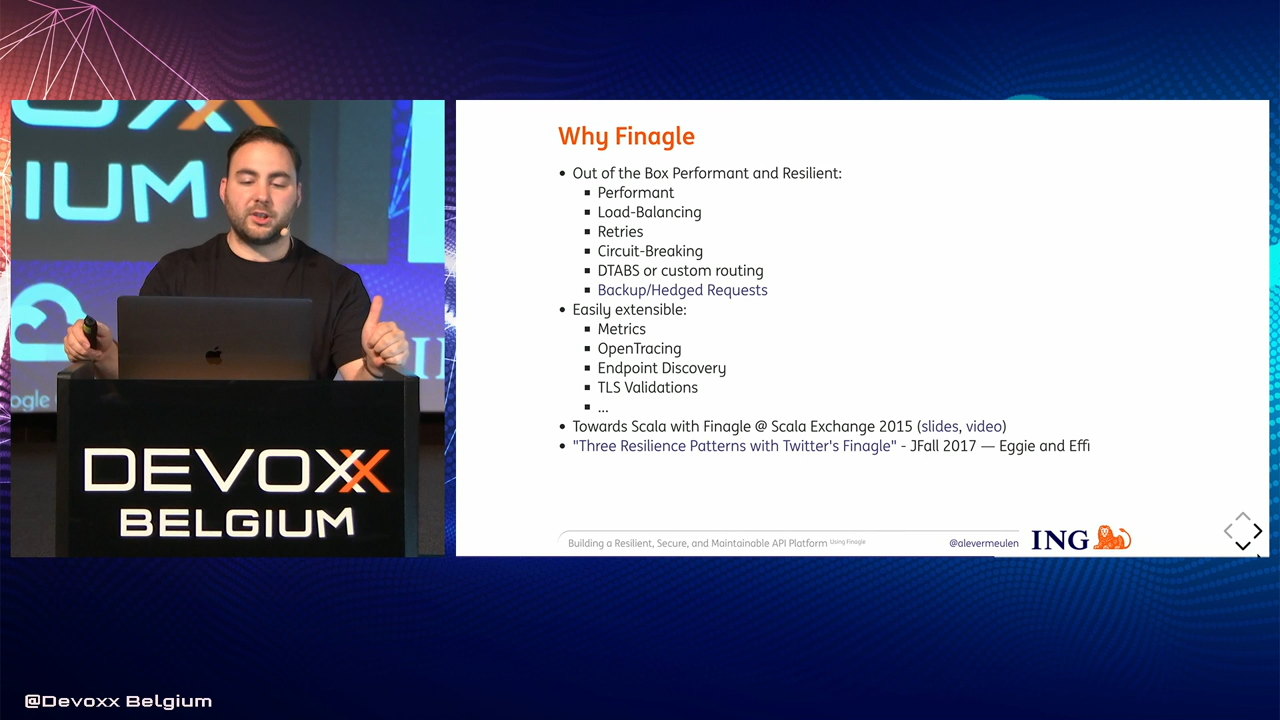 IUM
ogle
DEVOXX
BELGIUM
Why Finagle
• Out of the Box Performant and Resilient:
▪ Performant
▪ Load-Balancing
▪ Retries
▪ Circuit-Breaking
▪ DTABS or custom routing
▪ Backup/Hedged Requests
• Easily extensible:
▪ Metrics
▪ OpenTracing
▪ Endpoint Discovery
▪ TLS Validations
▪ ...
• Towards Scala with Finagle @ Scala Exchange 2015 (slides, video)
• "Three Resilience Patterns with Twitter's Finagle" - JFall 2017 — Eggie and Effi
Building a Resilient, Secure, and Maintainable API Platform Using Finagle
@alevermeulen
ING
@Devoxx Belgium